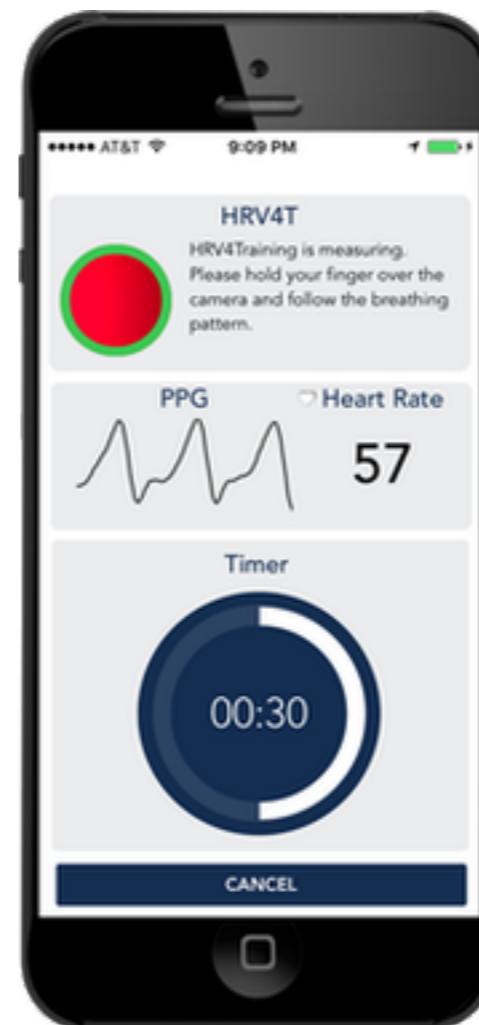 AT&T 9:09 PM
HRV4T
HRV4Training is measuring.
Please hold your finger over the
camera and follow the breathing
pattern.
PPG Heart Rate
57
Timer
00:30
CANCEL